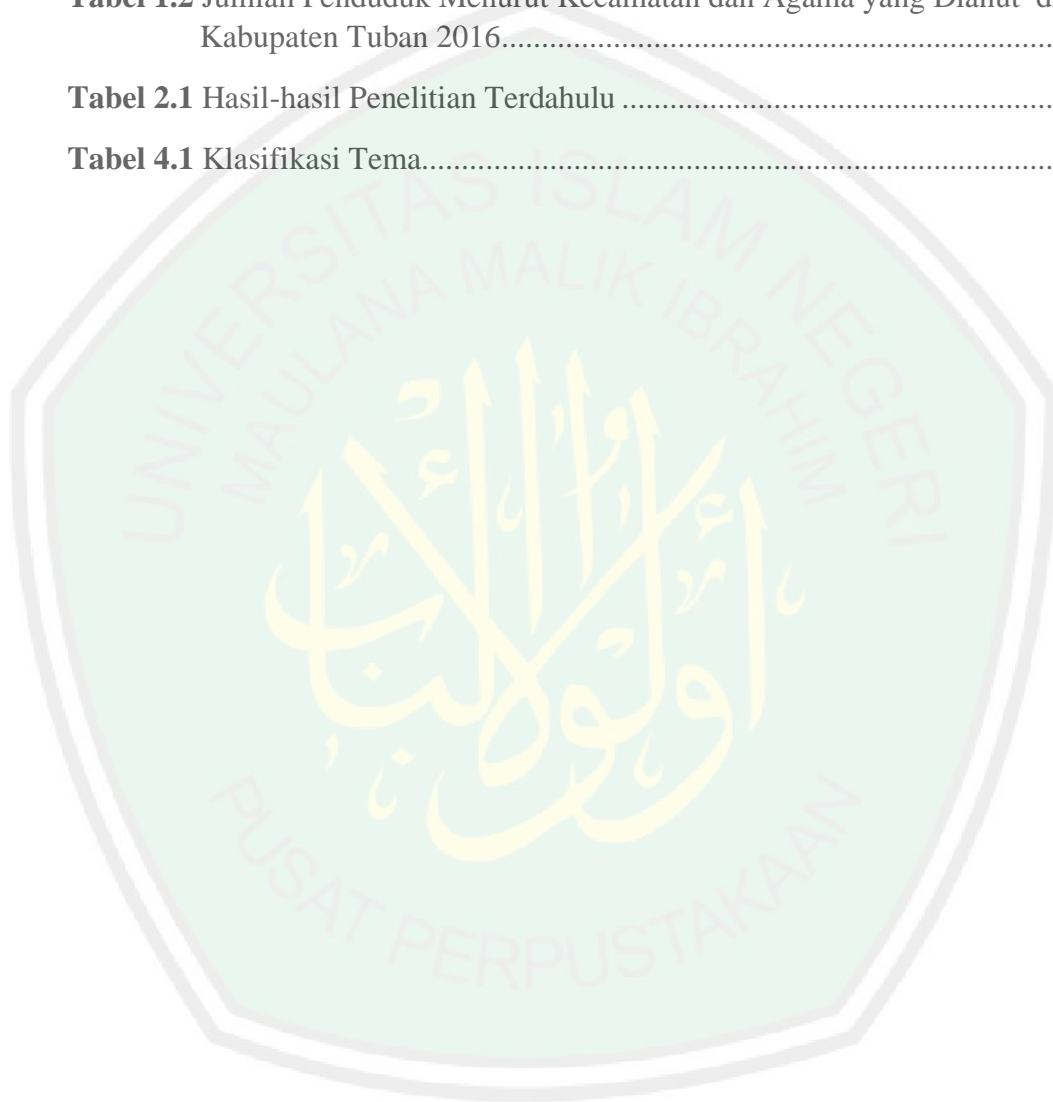 Tabel 1.2 Jumlah Penduduk Menurut Kecamatan dan Agama yang Dianut d
Kabupaten Tuban 2016.....................................................................
Tabel 2.1 Hasil-hasil Penelitian Terdahulu ......................................................
Tabel 4.1 Klasifikasi Tema................................................................................
UNIVERSITAS ISLAM NEGERI
MAULANA MALIK IBRAHIM
أولوا الألباب
PUSAT PERPUSTAKAAN